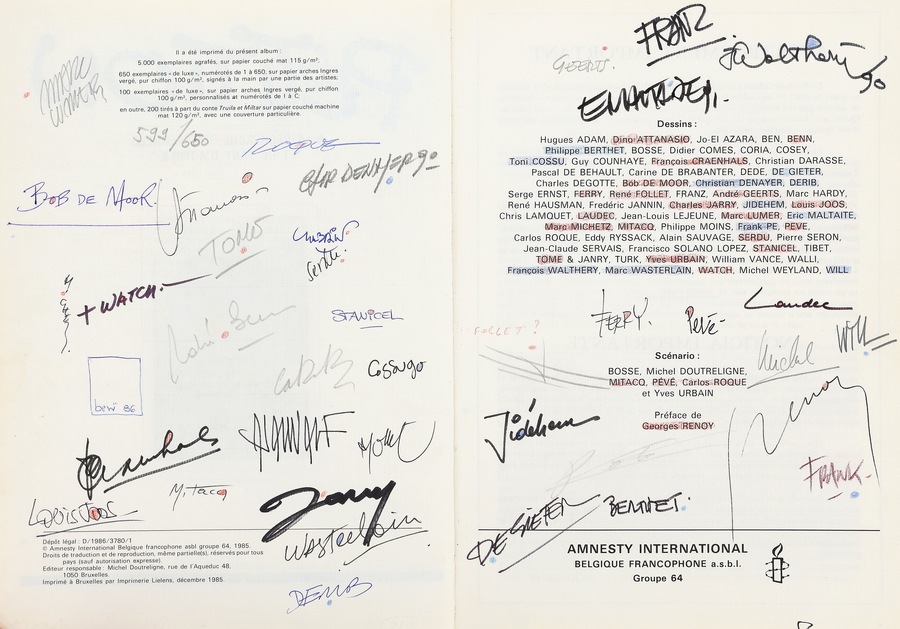 Il a été imprimé du présent album :
5.000 exemplaires agrafés, sur papier couché mat 115 g/m².
650 exemplaires « de luxe », numérotés de 1 à 650, sur papier arches Ingres
vergé, pur chiffon 100 g/m², signés à la main par une partie des artistes;
100 exemplaires « de luxe », sur papier arches Ingres vergé, pur chiffon
100 g/m², personnalisés et numérotés de I à C;
en outre, 200 tirés à part du conte Truila et Miltar sur papier couché machine
mat 120 g/m², avec une couverture particulière.
599/650
ROQUE
BOB DE MOOR.
TOME
+ WATCH.
STANICEL
Cossu 90
bew 86
Craenhals
Mitacq
LOUIS JOOS
Jarry
Wasterlain
Dépôt légal : D/1986/3780/1
© Amnesty International Belgique francophone asbl groupe 64, 1985.
Droits de traduction et de reproduction, même partiel(s), réservés pour tous
pays (sauf autorisation expresse).
Editeur responsable : Michel Doutreligne, rue de l'Aqueduc 48,
1050 Bruxelles.
Imprimé à Bruxelles par Imprimerie Lielens, décembre 1985.
FRANZ
GEERTS.
F Walthéry 90
Dessins :
Hugues ADAM, Dino ATTANASIO, Jo-El AZARA, BEN, BENN,
Philippe BERTHET, BOSSE, Didier COMES, CORIA, COSEY,
Toni COSSU, Guy COUNHAYE, François CRAENHALS, Christian DARASSE,
Pascal DE BEHAULT, Carine DE BRABANTER, DEDE, DE GIETER,
Charles DEGOTTE, Bob DE MOOR, Christian DENAYER, DERIB,
Serge ERNST, FERRY, René FOLLET, FRANZ, André GEERTS, Marc HARDY,
René HAUSMAN, Frédéric JANNIN, Charles JARRY, JIDEHEM, Louis JOOS,
Chris LAMQUET, LAUDEC, Jean-Louis LEJEUNE, Marc LUMER, Eric MALTAITE,
Marc MICHETZ, MITACQ, Philippe MOINS, Frank PE, PEVE,
Carlos ROQUE, Eddy RYSSACK, Alain SAUVAGE, SERDU, Pierre SERON,
Jean-Claude SERVAIS, Francisco SOLANO LOPEZ, STANICEL, TIBET,
TOME & JANRY, TURK, Yves URBAIN, William VANCE, WALLI,
François WALTHERY, Marc WASTERLAIN, WATCH, Michel WEYLAND, WILL
FERRY.
Pevé-
Laudec
FOLLET ?
WILL
Scénario :
BOSSE, Michel DOUTRELIGNE,
MITACQ, PÉVÉ, Carlos ROQUE
et Yves URBAIN
Préface de
Georges RENOY
Jidéhem
Renoy
FRANK-
DE GIETER
AMNESTY INTERNATIONAL
BELGIQUE FRANCOPHONE a.s.b.l.
Groupe 64